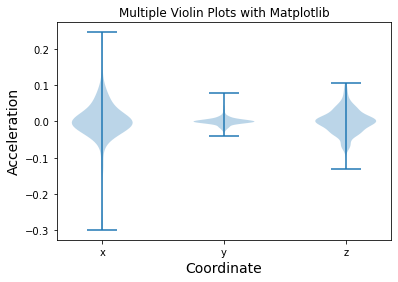 Multiple Violin Plots with Matplotlib
Acceleration
0.2
0.1
0.0
−0.1
−0.2
−0.3
x y z
Coordinate